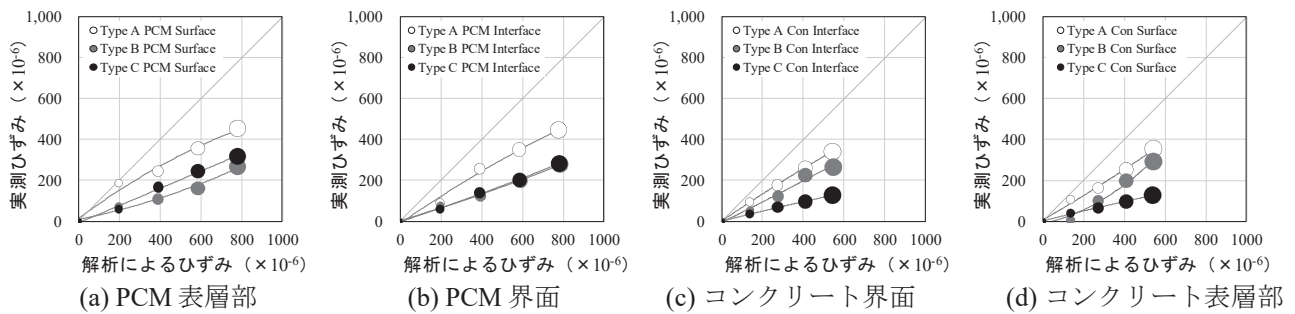 1,000
800
600
400
200
0
実測ひずみ（×10⁻⁶）
Type A PCM Surface
Type B PCM Surface
Type C PCM Surface
0 200 400 600 800 1000
解析によるひずみ（×10⁻⁶）
(a) PCM 表層部
1,000
800
600
400
200
0
実測ひずみ（×10⁻⁶）
Type A PCM Interface
Type B PCM Interface
Type C PCM Interface
0 200 400 600 800 1000
解析によるひずみ（×10⁻⁶）
(b) PCM 界面
1,000
800
600
400
200
0
実測ひずみ（×10⁻⁶）
Type A Con Interface
Type B Con Interface
Type C Con Interface
0 200 400 600 800 1000
解析によるひずみ（×10⁻⁶）
(c) コンクリート界面
1,000
800
600
400
200
0
実測ひずみ（×10⁻⁶）
Type A Con Surface
Type B Con Surface
Type C Con Surface
0 200 400 600 800 1000
解析によるひずみ（×10⁻⁶）
(d) コンクリート表層部